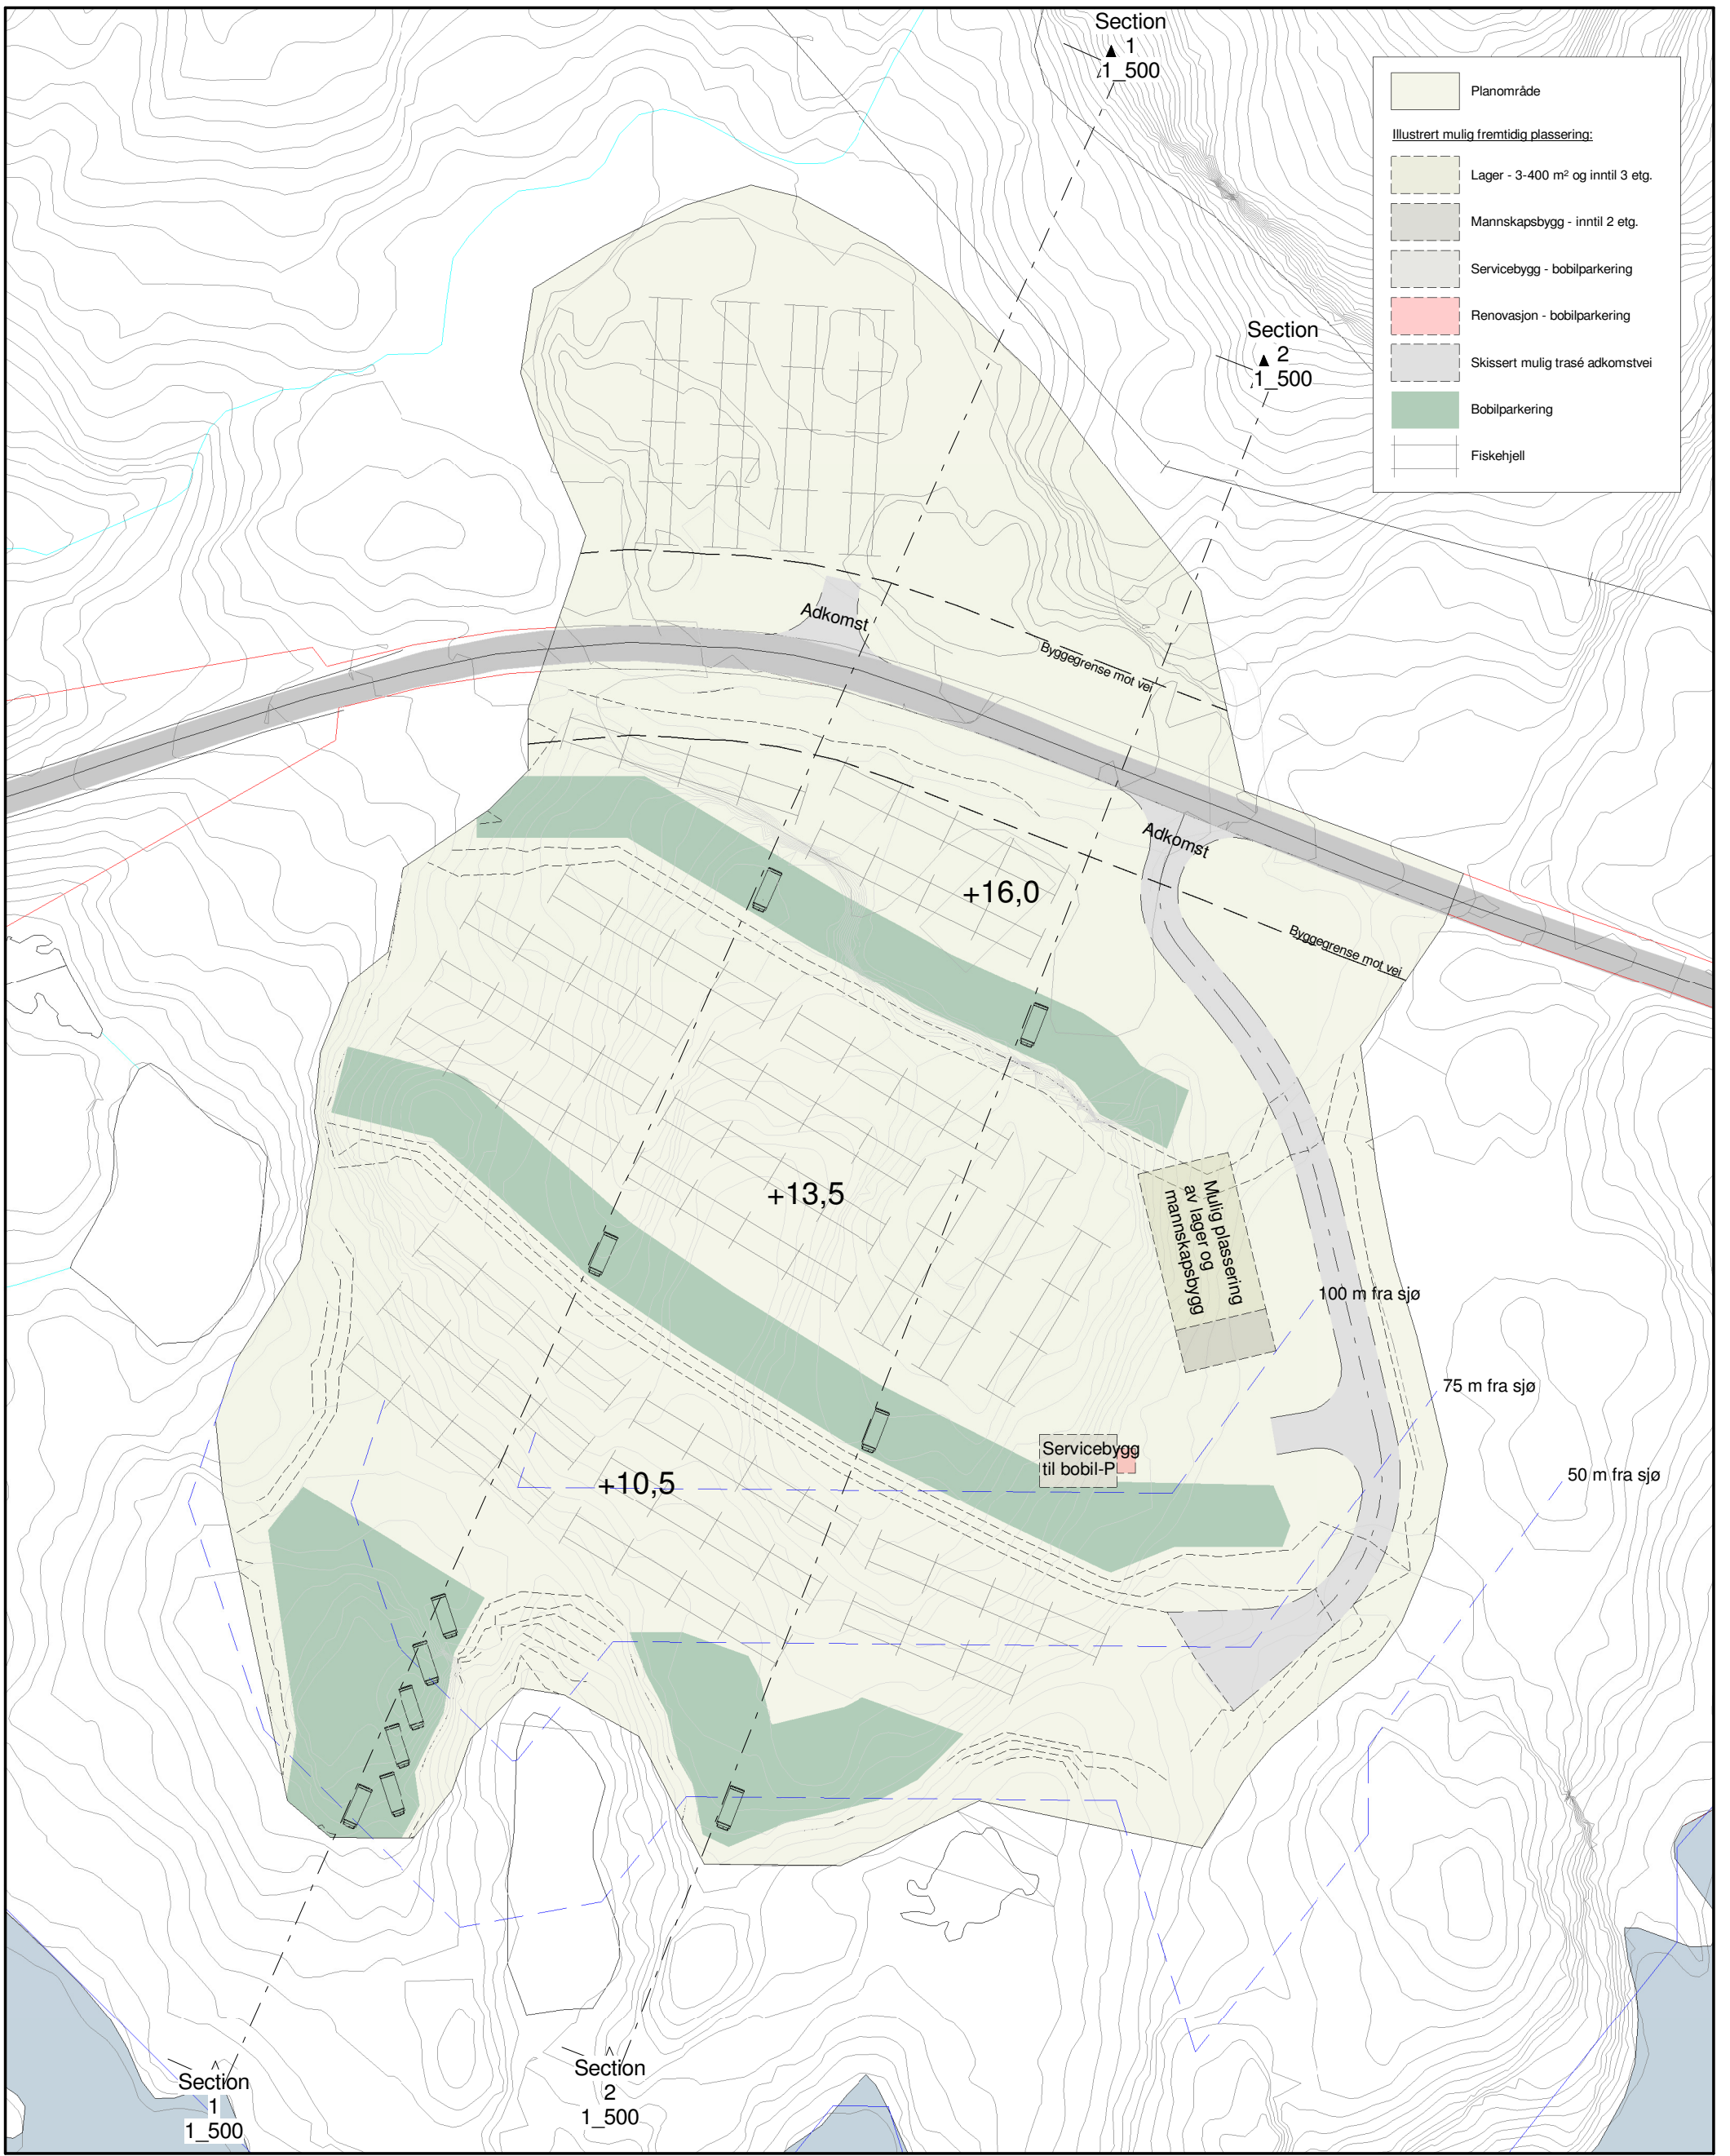 Section
1
1_500
Planområde
Illustrert mulig fremtidig plassering:
Lager - 3-400 m² og inntil 3 etg.
Mannskapsbygg - inntil 2 etg.
Servicebygg - bobilparkering
Renovasjon - bobilparkering
Skissert mulig trasé adkomstvei
Bobilparkering
Fiskehjell
Section
2
1_500
Adkomst
Byggegrense mot vei
Adkomst
+16,0
Byggegrense mot vei
+13,5
Mulig plassering
av lager og
mannskapsbygg
100 m fra sjø
75 m fra sjø
Servicebygg
til bobil-P
50 m fra sjø
+10,5
Section
1
1_500
Section
2
1_500